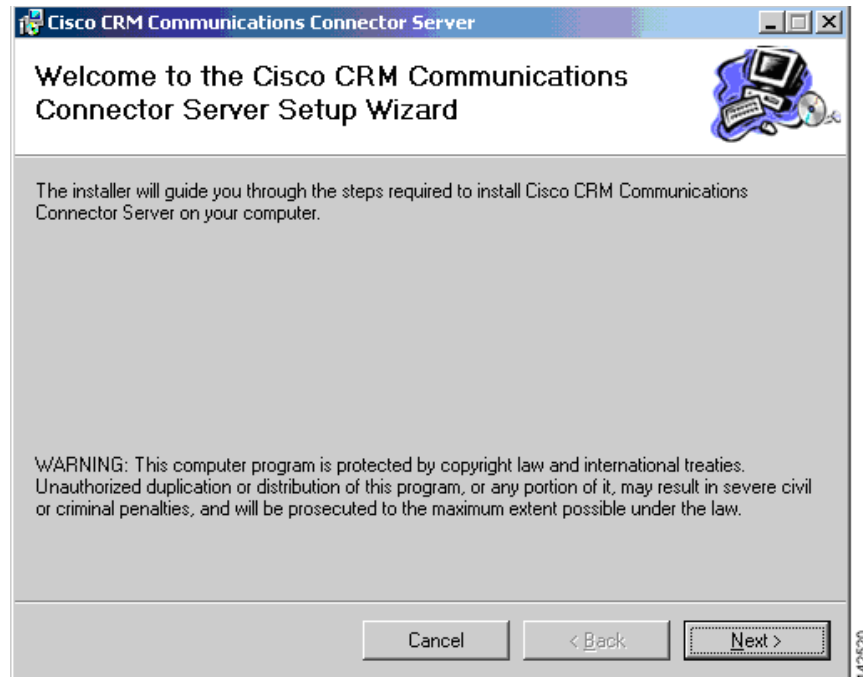 Cisco CRM Communications Connector Server
Welcome to the Cisco CRM Communications
Connector Server Setup Wizard
The installer will guide you through the steps required to install Cisco CRM Communications
Connector Server on your computer.
WARNING: This computer program is protected by copyright law and international treaties.
Unauthorized duplication or distribution of this program, or any portion of it, may result in severe civil
or criminal penalties, and will be prosecuted to the maximum extent possible under the law.
Cancel
< Back
Next >